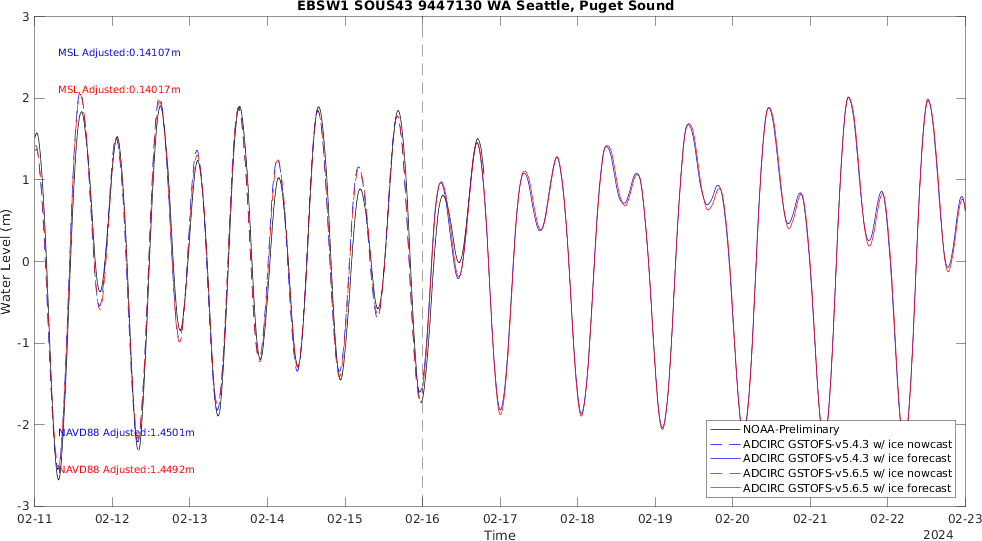 EBSW1 SOUS43 9447130 WA Seattle, Puget Sound
3
MSL Adjusted:0.14107m
MSL Adjusted:0.14017m
2
1
0
-1
-2
-3
Water Level (m)
NAVD88 Adjusted:1.4501m
NAVD88 Adjusted:1.4492m
NOAA-Preliminary
ADCIRC GSTOFS-v5.4.3 w/ ice nowcast
ADCIRC GSTOFS-v5.4.3 w/ ice forecast
ADCIRC GSTOFS-v5.6.5 w/ ice nowcast
ADCIRC GSTOFS-v5.6.5 w/ ice forecast
02-11 02-12 02-13 02-14 02-15 02-16 02-17 02-18 02-19 02-20 02-21 02-22 02-23
Time
2024